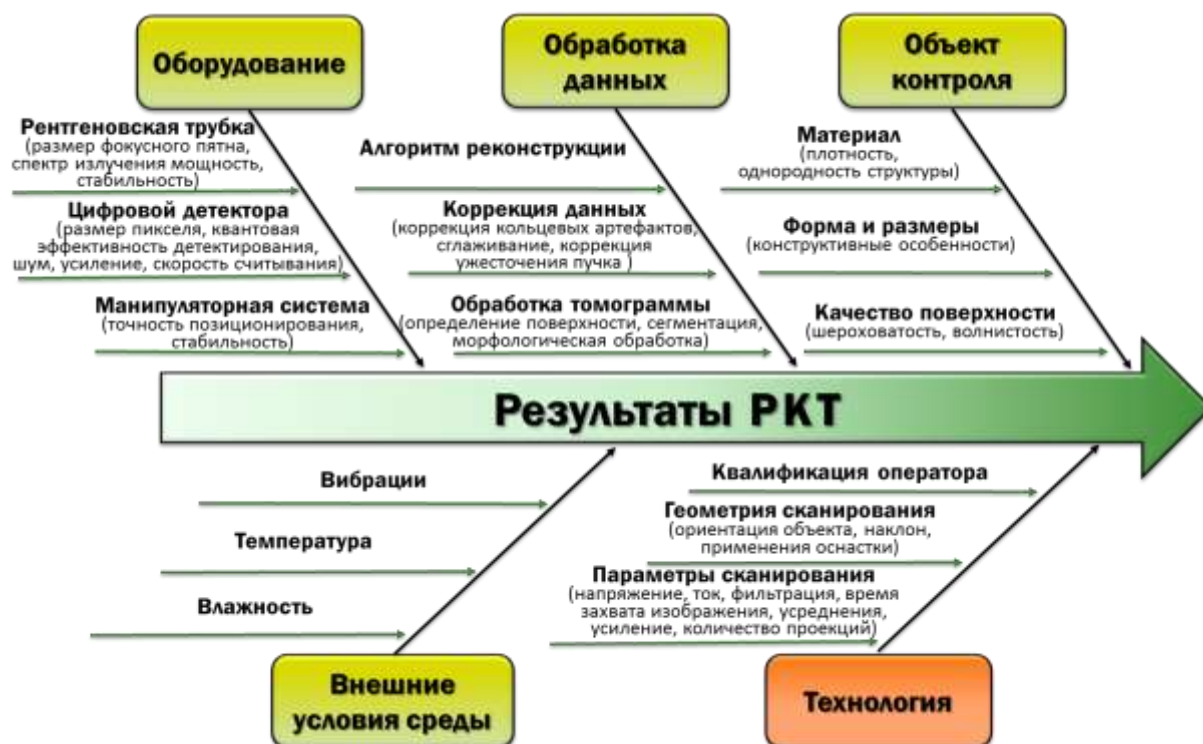 Оборудование
Обработка
данных
Объект
контроля
Рентгеновская трубка
(размер фокусного пятна,
спектр излучения мощность,
стабильность)
Цифровой детектора
(размер пикселя, квантовая
эффективность детектирования,
шум, усиление, скорость считывания)
Манипуляторная система
(точность позиционирования,
стабильность)
Алгоритм реконструкции
Коррекция данных
(коррекция кольцевых артефактов,
сглаживание, коррекция
ужесточения пучка )
Обработка томограммы
(определение поверхности, сегментация,
морфологическая обработка)
Материал
(плотность,
однородность структуры)
Форма и размеры
(конструктивные особенности)
Качество поверхности
(шероховатость, волнистость)
Результаты РКТ
Вибрации
Температура
Влажность
Внешние
условия среды
Квалификация оператора
Геометрия сканирования
(ориентация объекта, наклон,
применения оснастки)
Параметры сканирования
(напряжение, ток, фильтрация, время
захвата изображения, усреднения,
усиление, количество проекций)
Технология